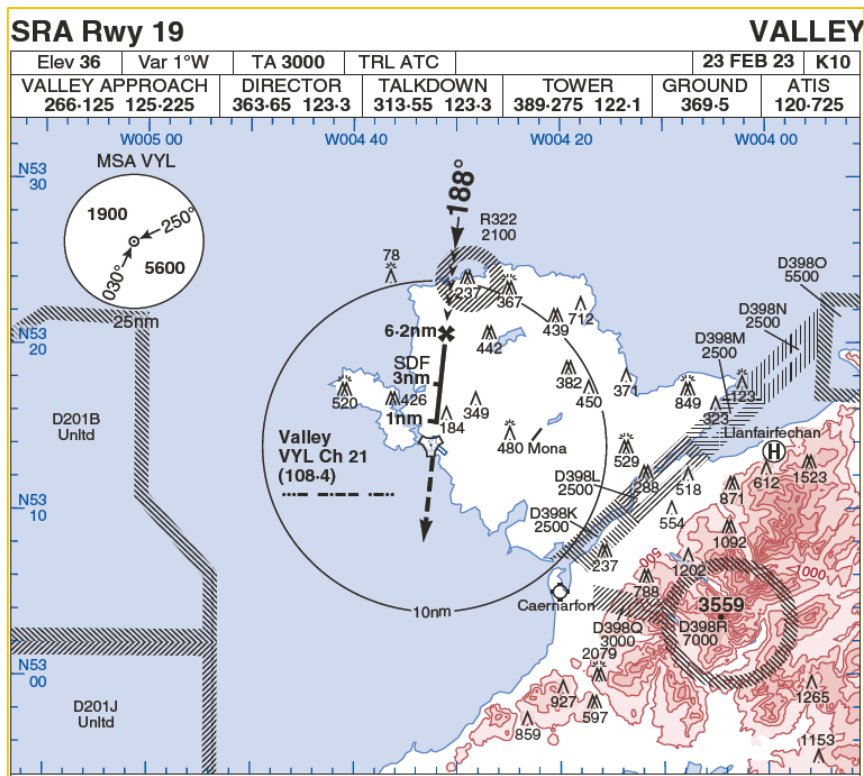 SRA Rwy 19 VALLEY
Elev 36 Var 1°W TA 3000 TRL ATC 23 FEB 23 K10
VALLEY APPROACH DIRECTOR TALKDOWN TOWER GROUND ATIS
266·125 125·225 363·65 123·3 313·55 123·3 389·275 122·1 369·5 120·725
W005 00 W004 40 W004 20 W004 00
N53
30
MSA VYL
1900
250°
030°
5600
25nm
188°
R322
2100
78
237
367
D398O
5500
D398N
2500
D398M
2500
N53
20
6·2nm
439
712
442
SDF
3nm
520
426
382
450
371
849
123
323
1nm
184
349
D201B
Unltd
Valley
VYL Ch 21
(108·4)
480 Mona
529
Llanfairfechan
H
612
1523
D398L
2500
288
518
871
N53
10
D398K
2500
554
1092
237
500
1202
1000
788
10nm
Caernarfon
3559
D398Q
3000
D398R
7000
2079
N53
00
927
597
859
1265
1153
D201J
Unltd